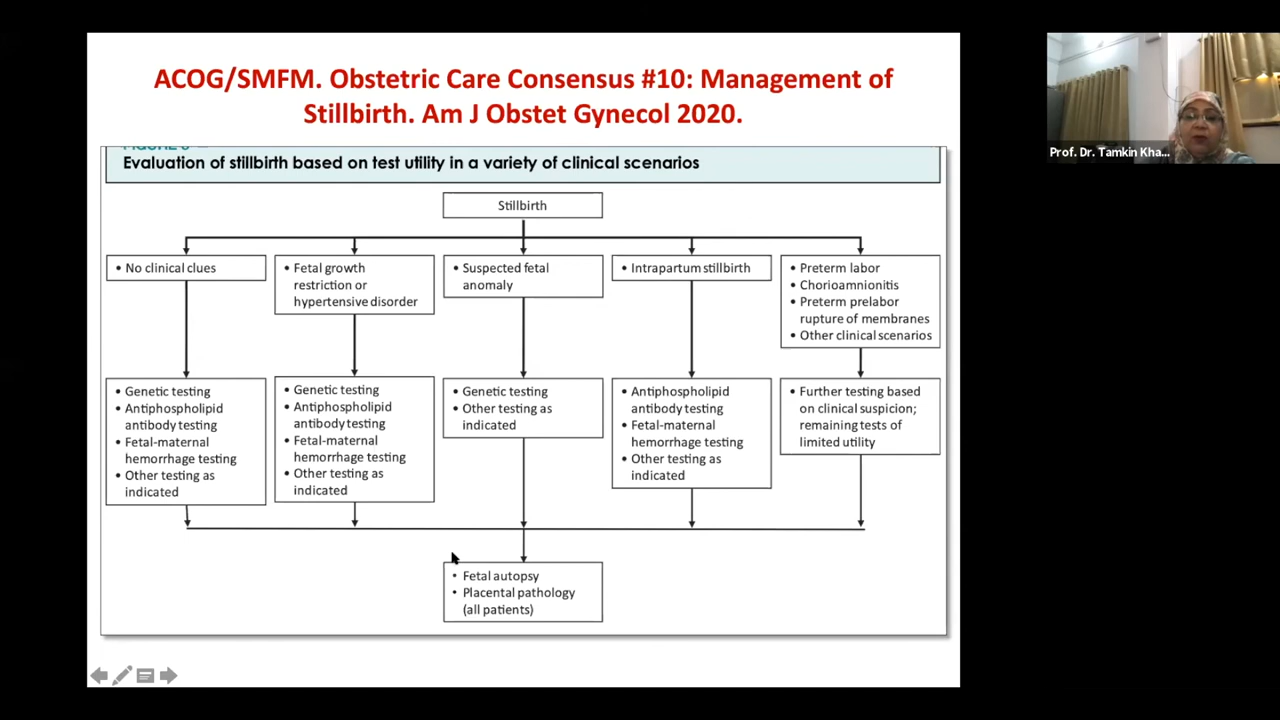 ACOG/SMFM. Obstetric Care Consensus #10: Management of
Stillbirth. Am J Obstet Gynecol 2020.
Prof. Dr. Tamkin Kha...
Evaluation of stillbirth based on test utility in a variety of clinical scenarios
Stillbirth
• No clinical clues
• Fetal growth
restriction or
hypertensive disorder
• Suspected fetal
anomaly
• Intrapartum stillbirth
• Preterm labor
• Chorioamnionitis
• Preterm prelabor
rupture of membranes
• Other clinical scenarios
• Genetic testing
• Antiphospholipid
antibody testing
• Fetal-maternal
hemorrhage testing
• Other testing as
indicated
• Genetic testing
• Antiphospholipid
antibody testing
• Fetal-maternal
hemorrhage testing
• Other testing as
indicated
• Genetic testing
• Other testing as
indicated
• Antiphospholipid
antibody testing
• Fetal-maternal
hemorrhage testing
• Other testing as
indicated
• Further testing based
on clinical suspicion;
remaining tests of
limited utility
• Fetal autopsy
• Placental pathology
(all patients)